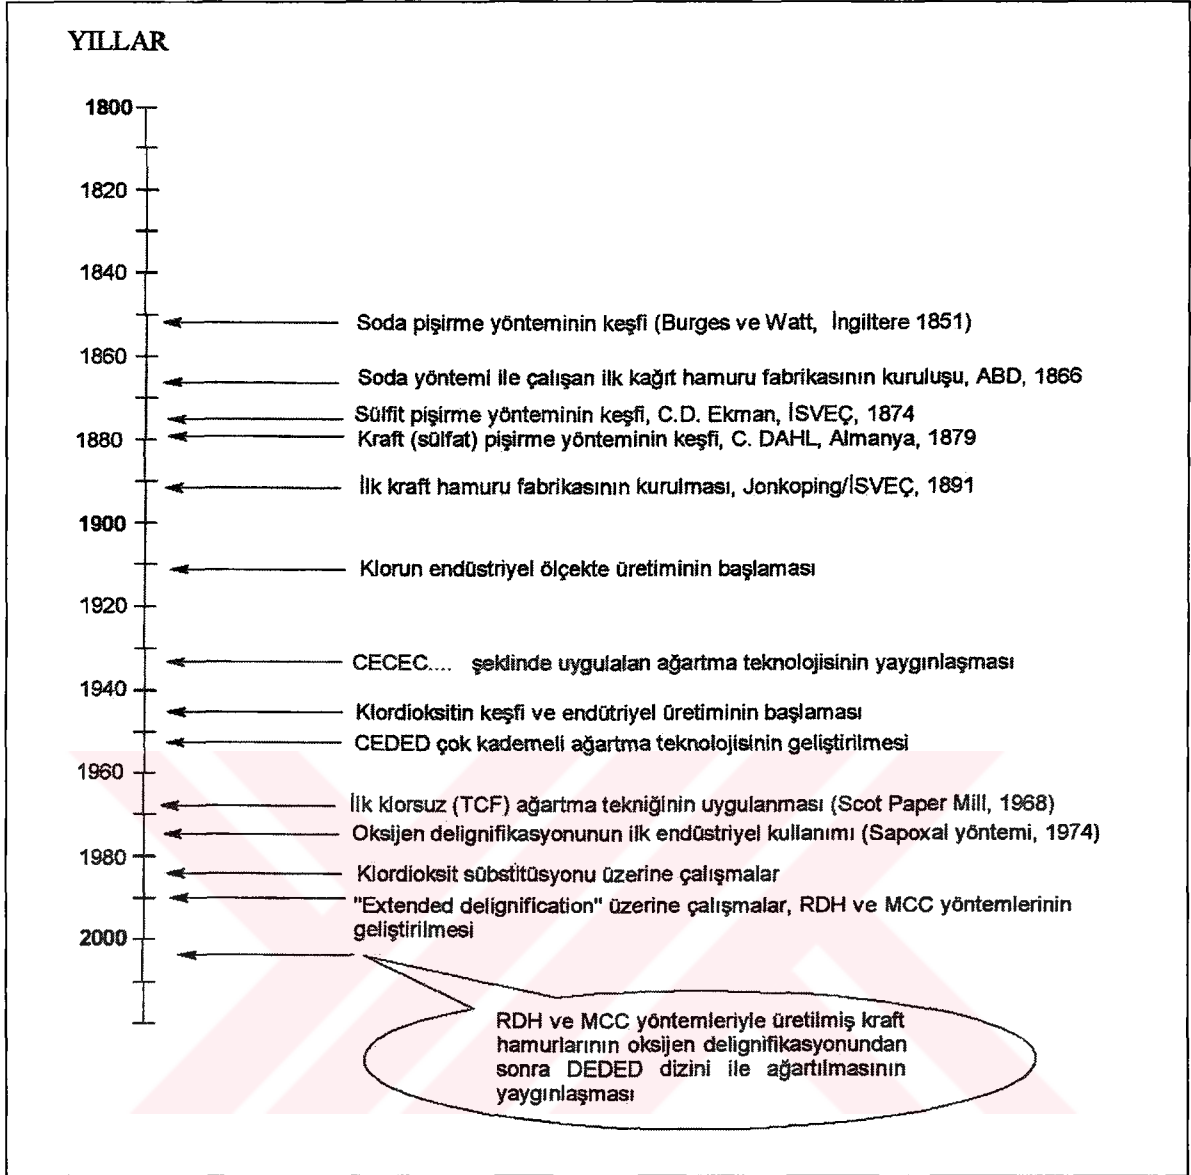 YILLAR
1800
1820
1840
Soda pişirme yönteminin keşfi (Burges ve Watt, İngiltere 1851)
1860
Soda yöntemi ile çalışan ilk kağıt hamuru fabrikasının kuruluşu, ABD, 1866
Sülfit pişirme yönteminin keşfi, C.D. Ekman, İSVEÇ, 1874
1880
Kraft (sülfat) pişirme yönteminin keşfi, C. DAHL, Almanya, 1879
İlk kraft hamuru fabrikasının kurulması, Jonkoping/İSVEÇ, 1891
1900
Klorun endüstriyel ölçekte üretiminin başlaması
1920
CECEC.... şeklinde uygulalan ağartma teknolojisinin yaygınlaşması
1940
Klordioksitin keşfi ve endütriyel üretiminin başlaması
CEDED çok kademeli ağartma teknolojisinin geliştirilmesi
1960
İlk klorsuz (TCF) ağartma tekniğinin uygulanması (Scot Paper Mill, 1968)
Oksijen delignifikasyonunun ilk endüstriyel kullanımı (Sapoxal yöntemi, 1974)
1980
Klordioksit sübstitüsyonu üzerine çalışmalar
"Extended delignification" üzerine çalışmalar, RDH ve MCC yöntemlerinin
geliştirilmesi
2000
RDH ve MCC yöntemleriyle üretilmiş kraft
hamurlarının oksijen delignifikasyonundan
sonra DEDED dizini ile ağartılmasının
yaygınlaşması